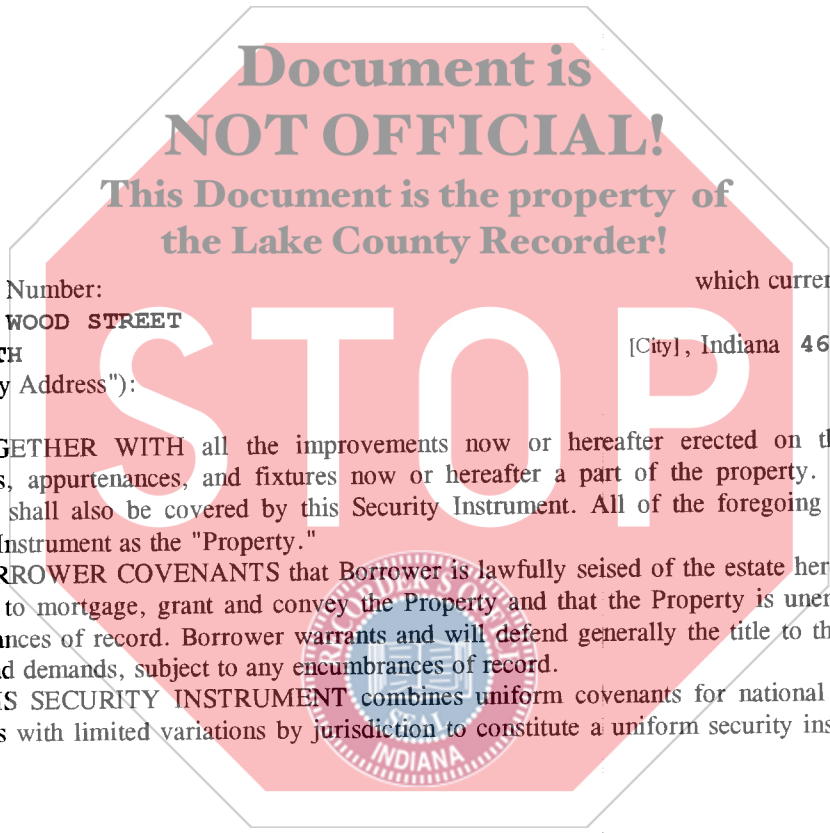 Document is
NOT OFFICIAL!
This Document is the property of
the Lake County Recorder!
Number: which curren
WOOD STREET
TH [City], Indiana 46
y Address"):
STOP
GETHER WITH all the improvements now or hereafter erected on th
s, appurtenances, and fixtures now or hereafter a part of the property.
shall also be covered by this Security Instrument. All of the foregoing
Instrument as the "Property."
RROWER COVENANTS that Borrower is lawfully seised of the estate her
to mortgage, grant and convey the Property and that the Property is unen
ances of record. Borrower warrants and will defend generally the title to th
d demands, subject to any encumbrances of record.
IS SECURITY INSTRUMENT combines uniform covenants for national
s with limited variations by jurisdiction to constitute a uniform security ins
RECORDER'S OFFICE
SEAL
INDIANA